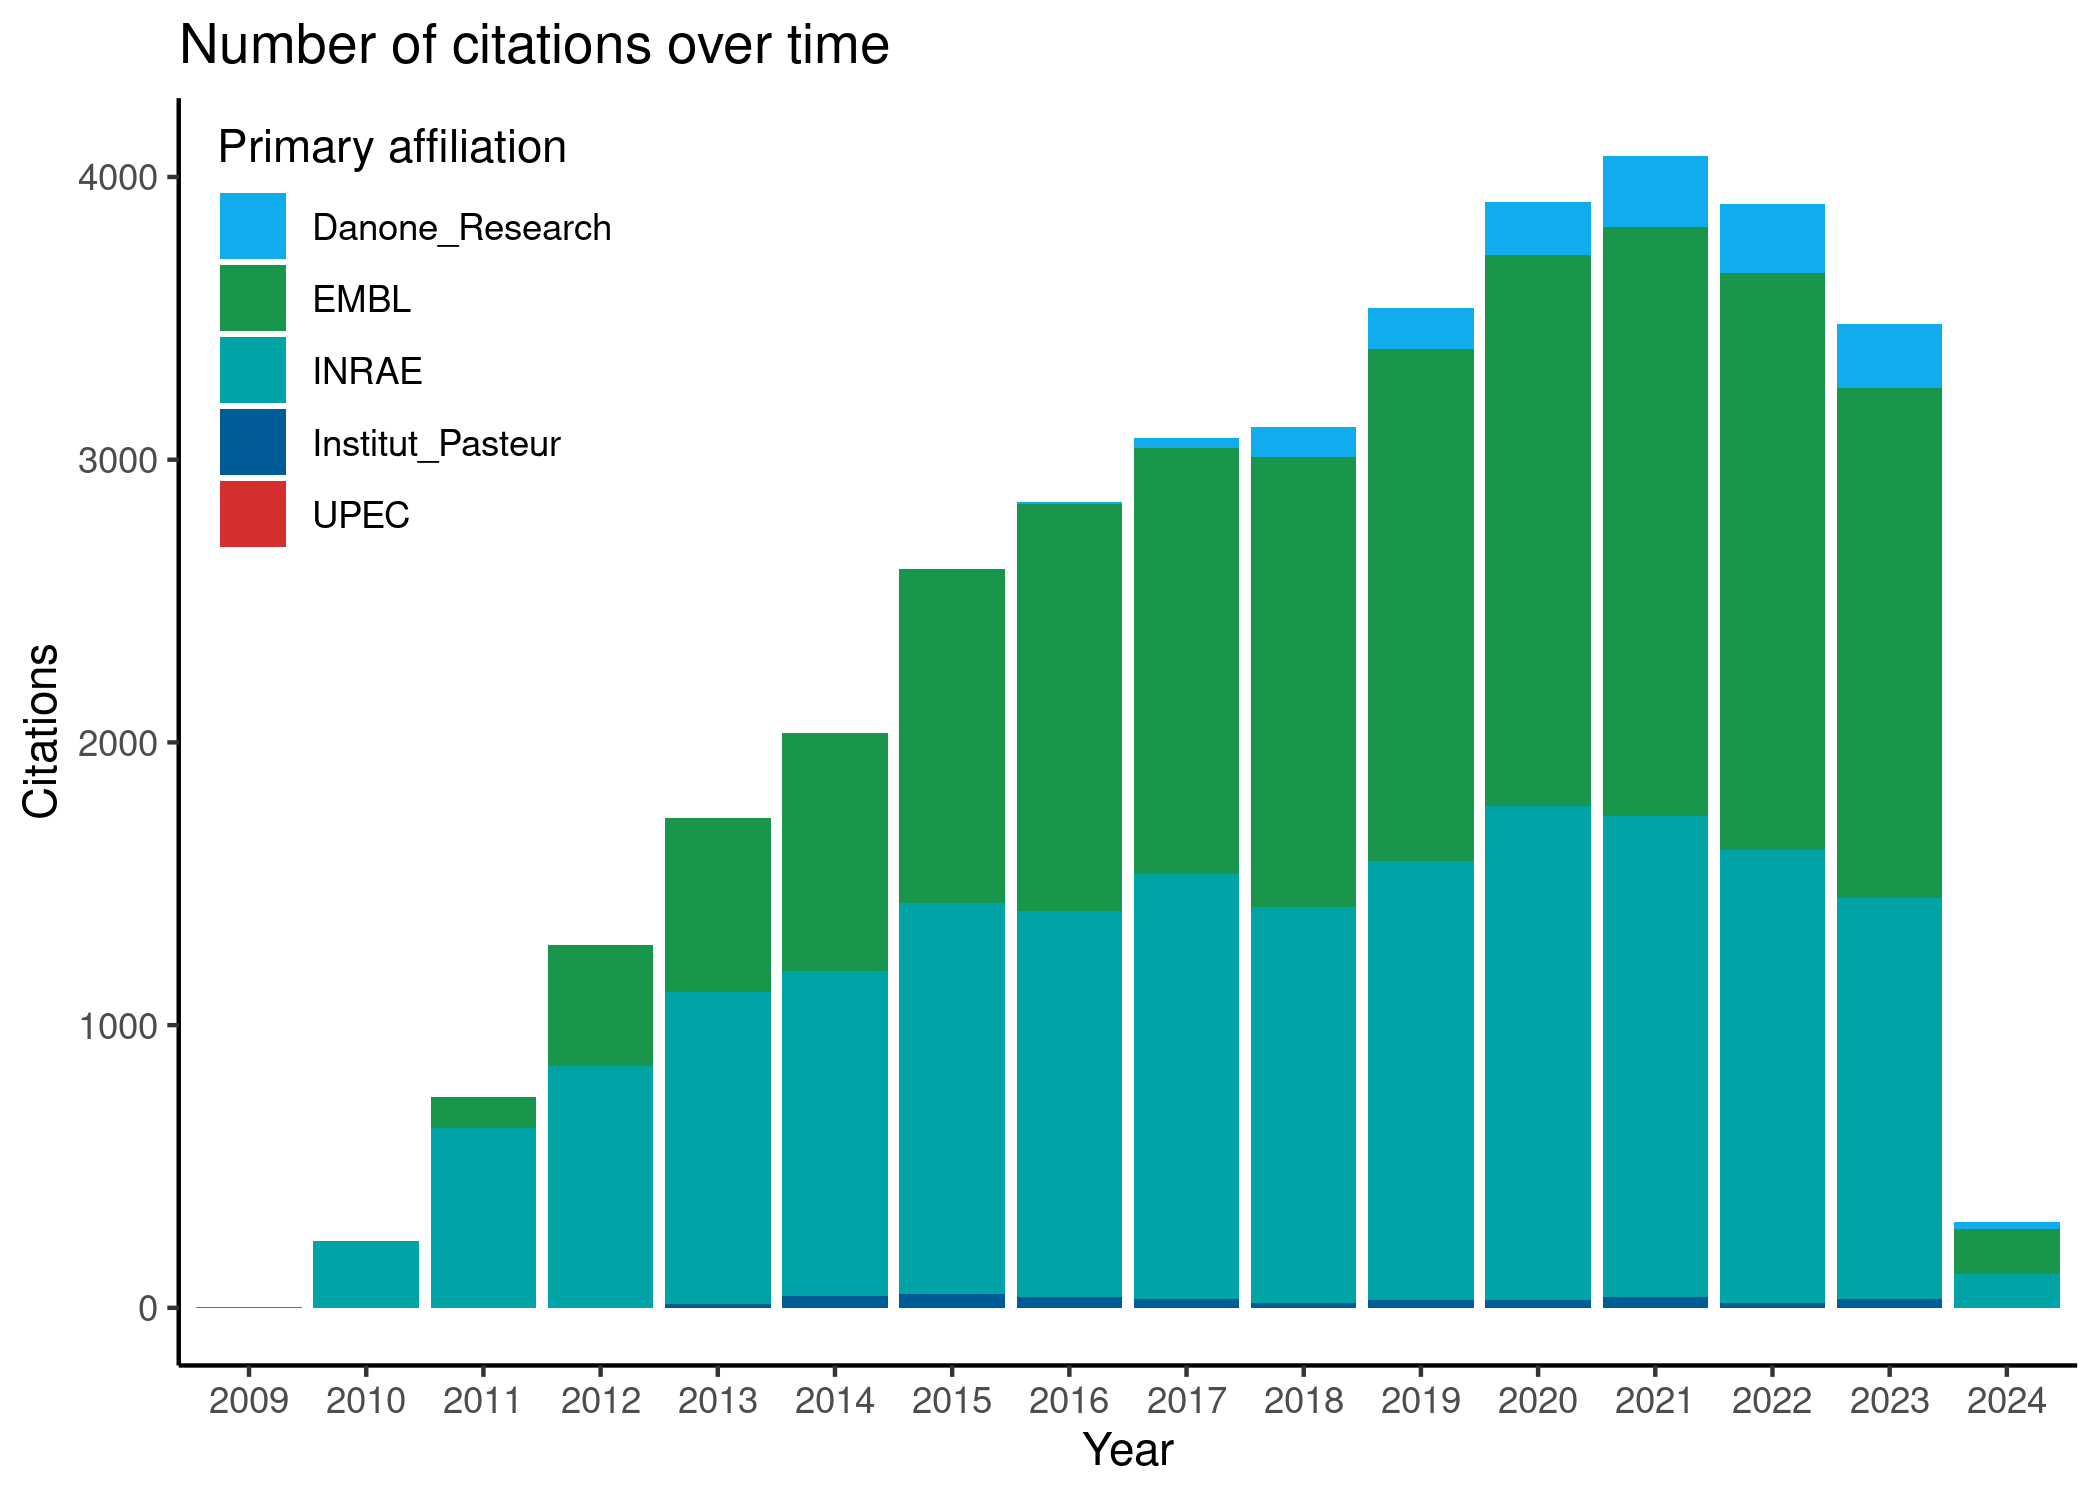 Number of citations over time
Primary affiliation
Danone_Research
EMBL
INRAE
Institut_Pasteur
UPEC
Citations
4000
3000
2000
1000
0
2009 2010 2011 2012 2013 2014 2015 2016 2017 2018 2019 2020 2021 2022 2023 2024
Year